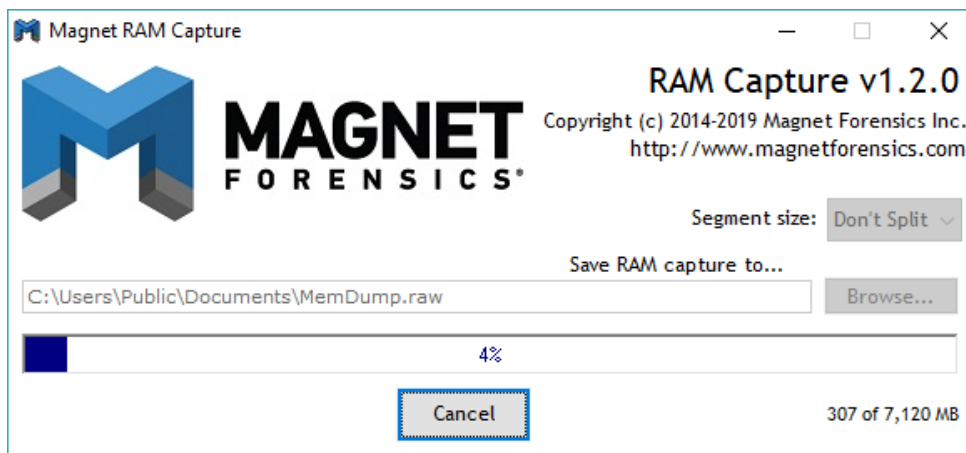 Magnet RAM Capture
RAM Capture v1.2.0
Copyright (c) 2014-2019 Magnet Forensics Inc.
http://www.magnetforensics.com
MAGNET
FORENSICS®
Segment size: Don't Split
Save RAM capture to...
C:\Users\Public\Documents\MemDump.raw Browse...
4%
Cancel 307 of 7,120 MB